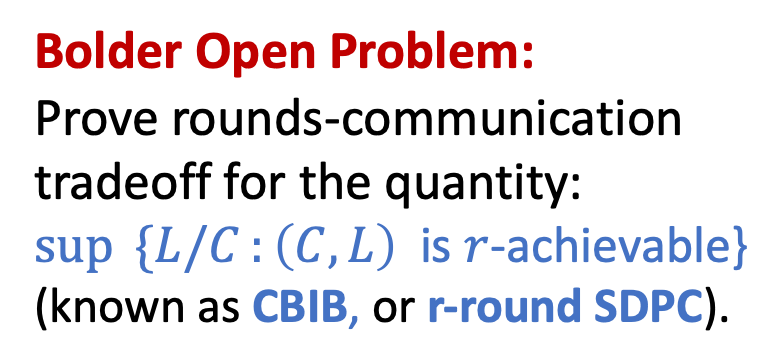 Bolder Open Problem:
Prove rounds-communication
tradeoff for the quantity:
sup {L/C : (C, L) is r-achievable}
(known as CBIB, or r-round SDPC).